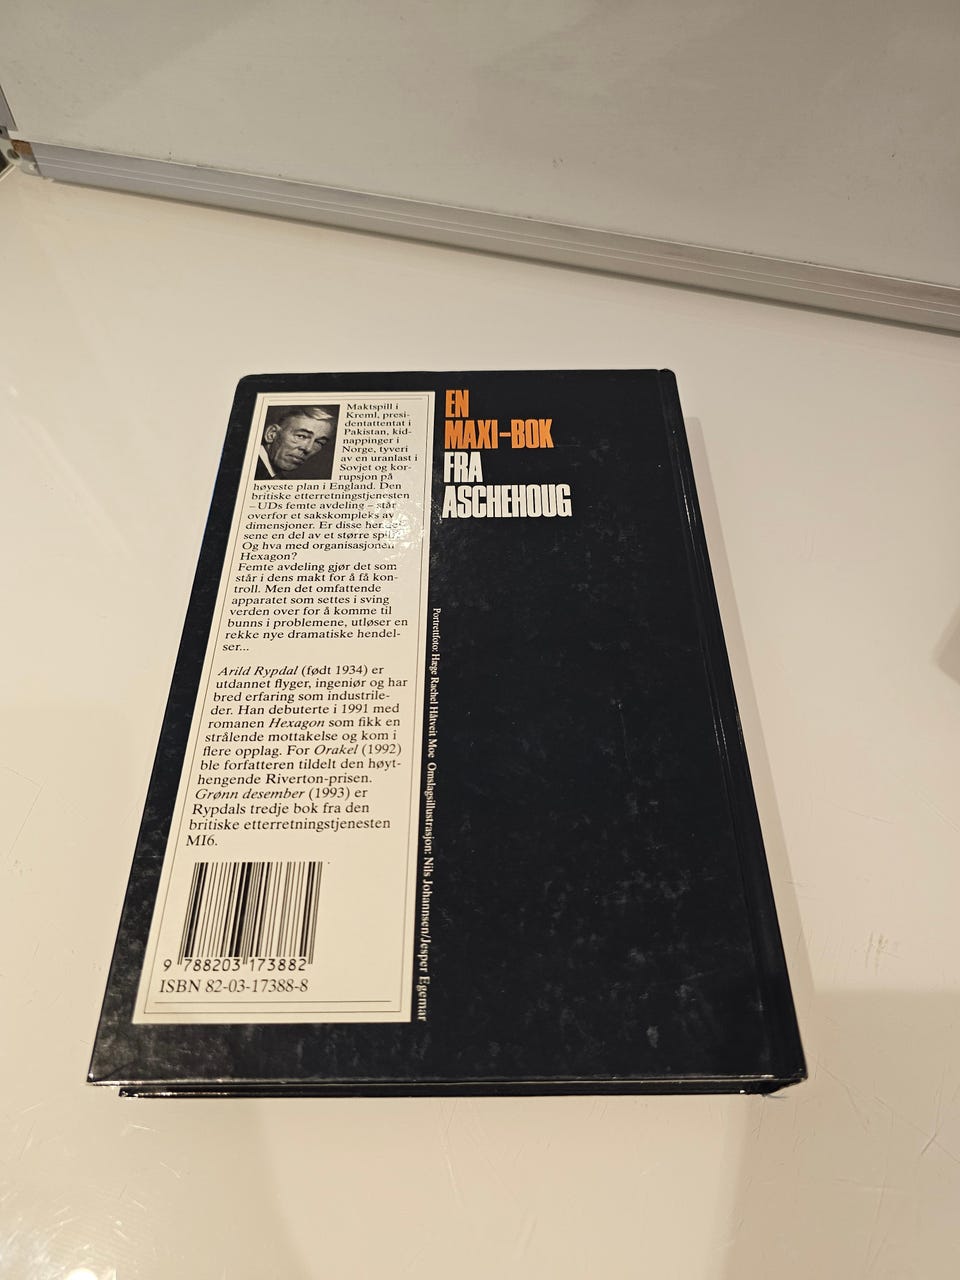 Maktspill i
Kreml, presi-
dentattentat i
Pakistan, kid-
nappinger i
Norge, tyveri
av en uranlast i
Sovjet og kor-
rupsjon på
høyeste plan i England. Den
britiske etterretningstjenesten
– UDs femte avdeling – står
overfor et sakskompleks av
dimensjoner. Er disse hendel-
sene en del av et større spill?
Og hva med organisasjonen
Hexagon?
Femte avdeling gjør det som
står i dens makt for å få kon-
troll. Men det omfattende
apparatet som settes i sving
verden over for å komme til
bunns i problemene, utløser en
rekke nye dramatiske hendel-
ser...
Arild Rypdal (født 1934) er
utdannet flyger, ingeniør og har
bred erfaring som industrile-
der. Han debuterte i 1991 med
romanen Hexagon som fikk en
strålende mottakelse og kom i
flere opplag. For Orakel (1992)
ble forfatteren tildelt den høyt-
hengende Riverton-prisen.
Grønn desember (1993) er
Rypdals tredje bok fra den
britiske etterretningstjenesten
MI6.
9 788203 173882
ISBN 82-03-17388-8
Portrettfoto: Hæge Rachel Håtveit Moe Omslagsillustrasjon: Nils Johannsen/Jesper Egemar
EN
MAXI-BOK
FRA
ASCHEHOUG